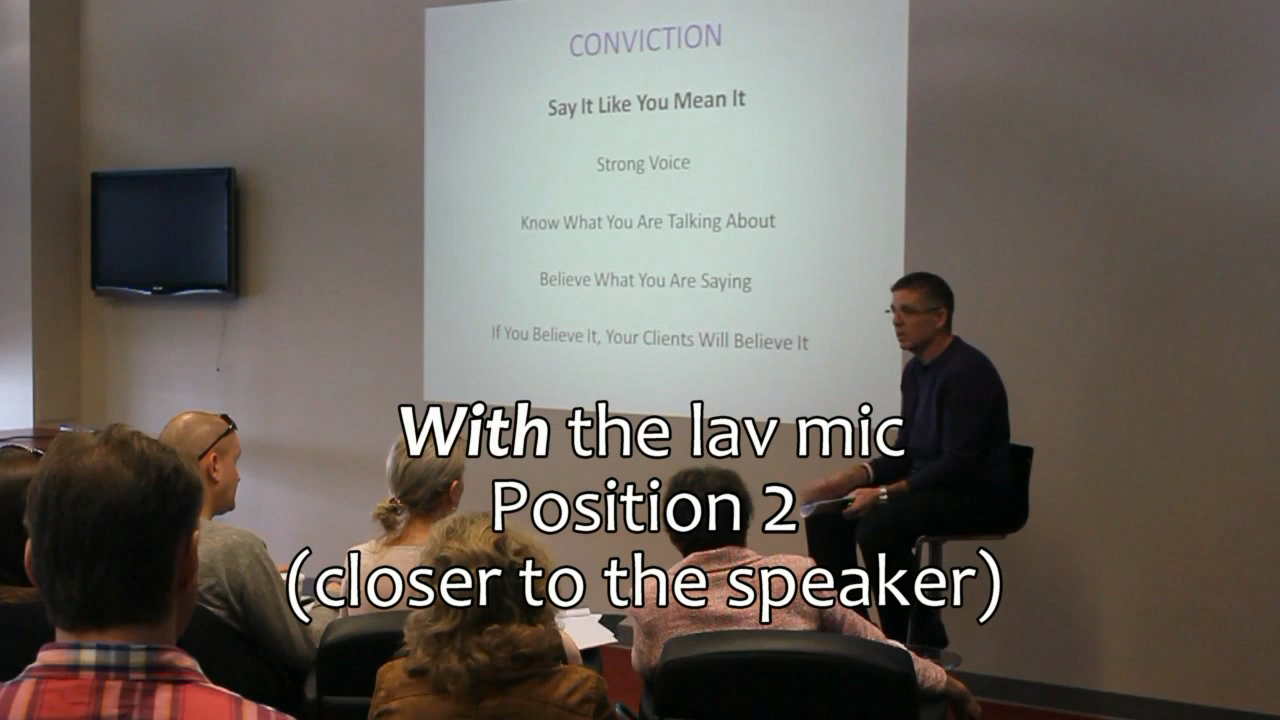 CONVICTION
Say It Like You Mean It
Strong Voice
Know What You Are Talking About
Believe What You Are Saying
If You Believe It, Your Clients Will Believe It
With the lav mic
Position 2
(closer to the speaker)